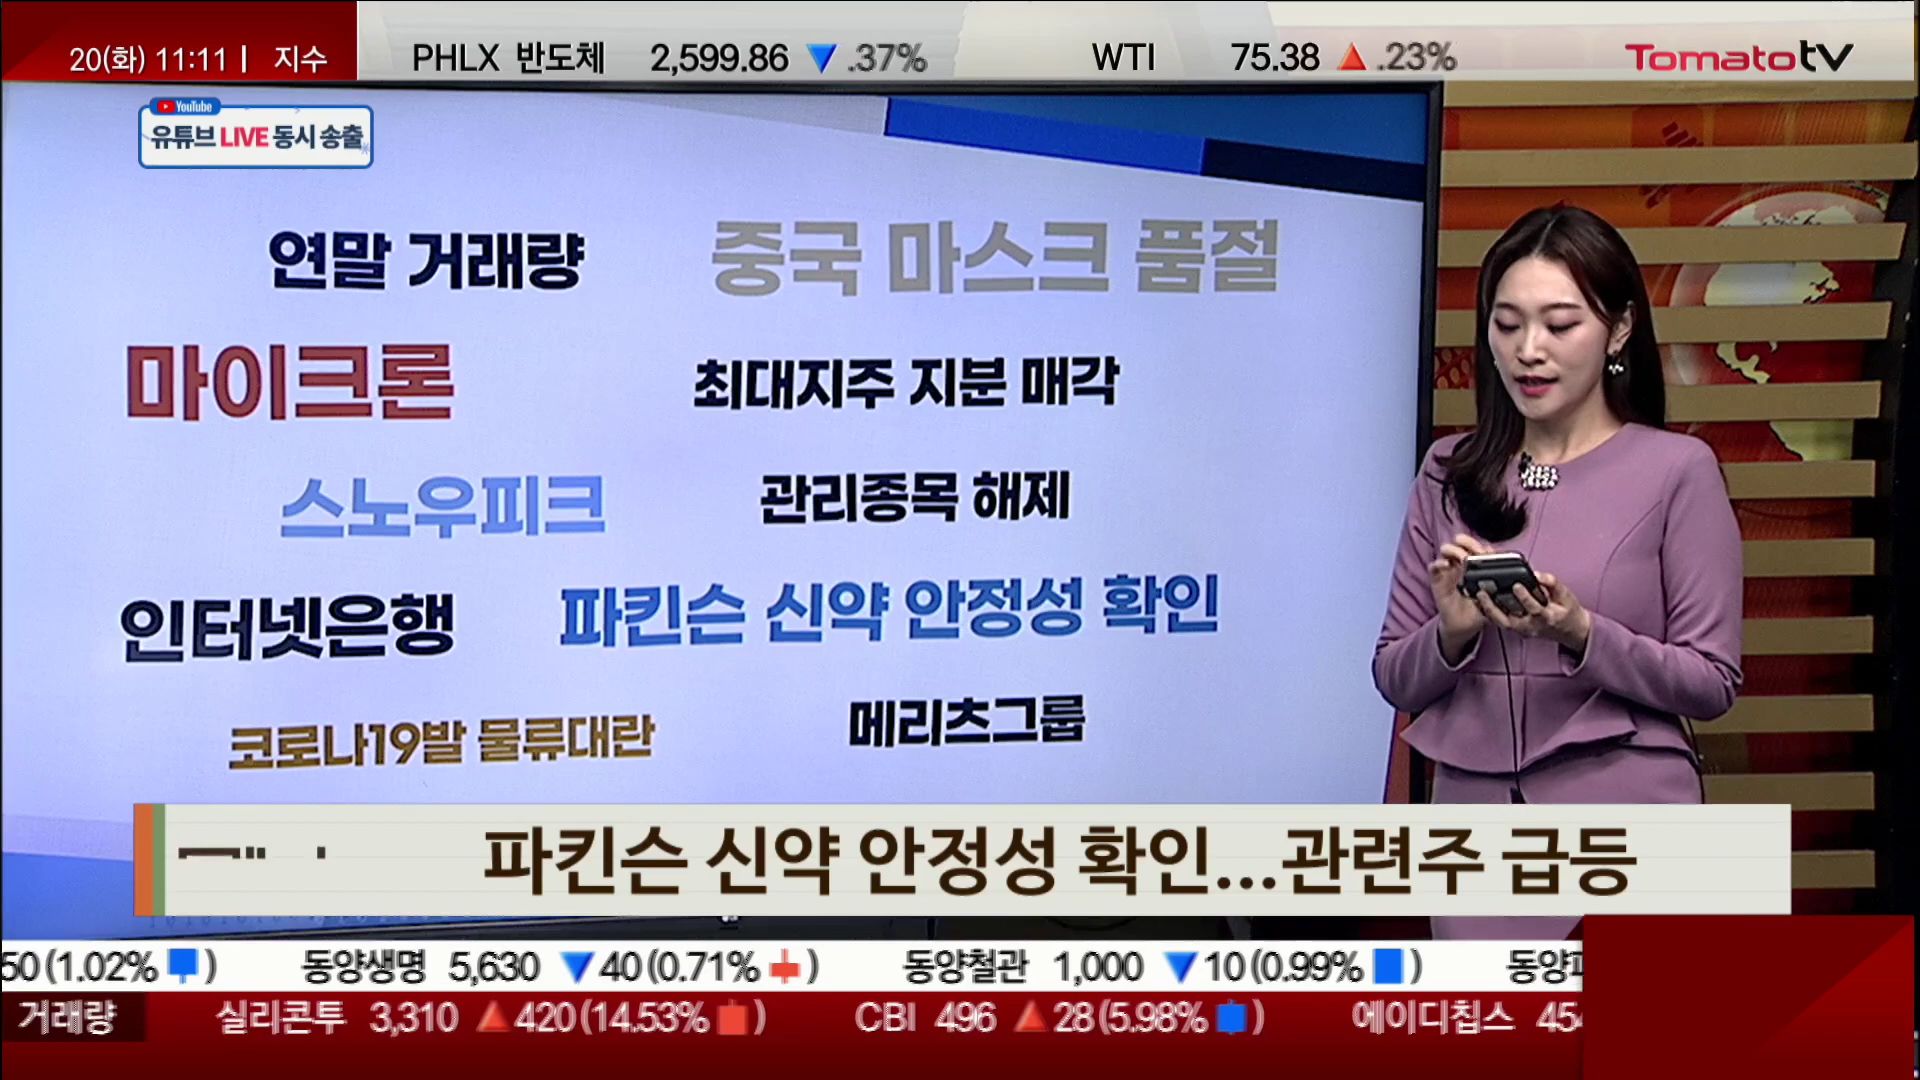 20(화) 11:11 | 지수 PHLX 반도체 2,599.86 ▼ .37% WTI 75.38 ▲ .23% Tomatotv
YouTube
유튜브 LIVE 동시 송출
연말 거래량 중국 마스크 품절
마이크론 최대지주 지분 매각
스노우피크 관리종목 해제
인터넷은행 파킨슨 신약 안정성 확인
코로나19발 물류대란 메리츠그룹
파킨슨 신약 안정성 확인...관련주 급등
50(1.02% ) 동양생명 5,630 ▼40(0.71% ) 동양철관 1,000 ▼10(0.99% ) 동양
거래량 실리콘투 3,310 ▲420(14.53% ) CBI 496 ▲28(5.98% ) 에이디칩스 45